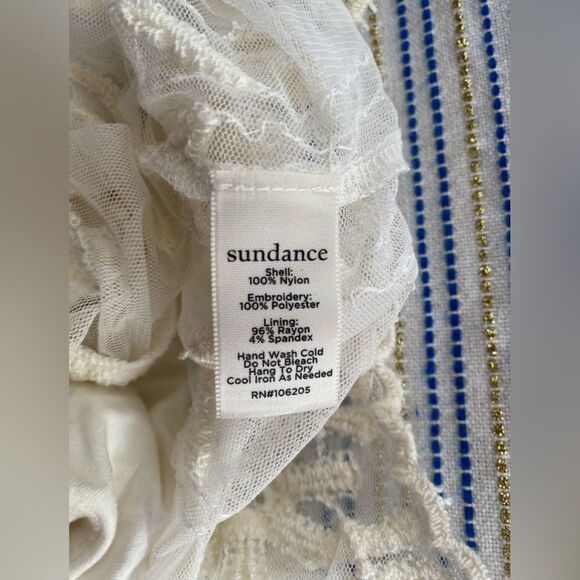 sundance
Shell:
100% Nylon
Embroidery:
100% Polyester
Lining:
96% Rayon
4% Spandex
Hand Wash Cold
Do Not Bleach
Hang To Dry
Cool Iron As Needed
RN#106205